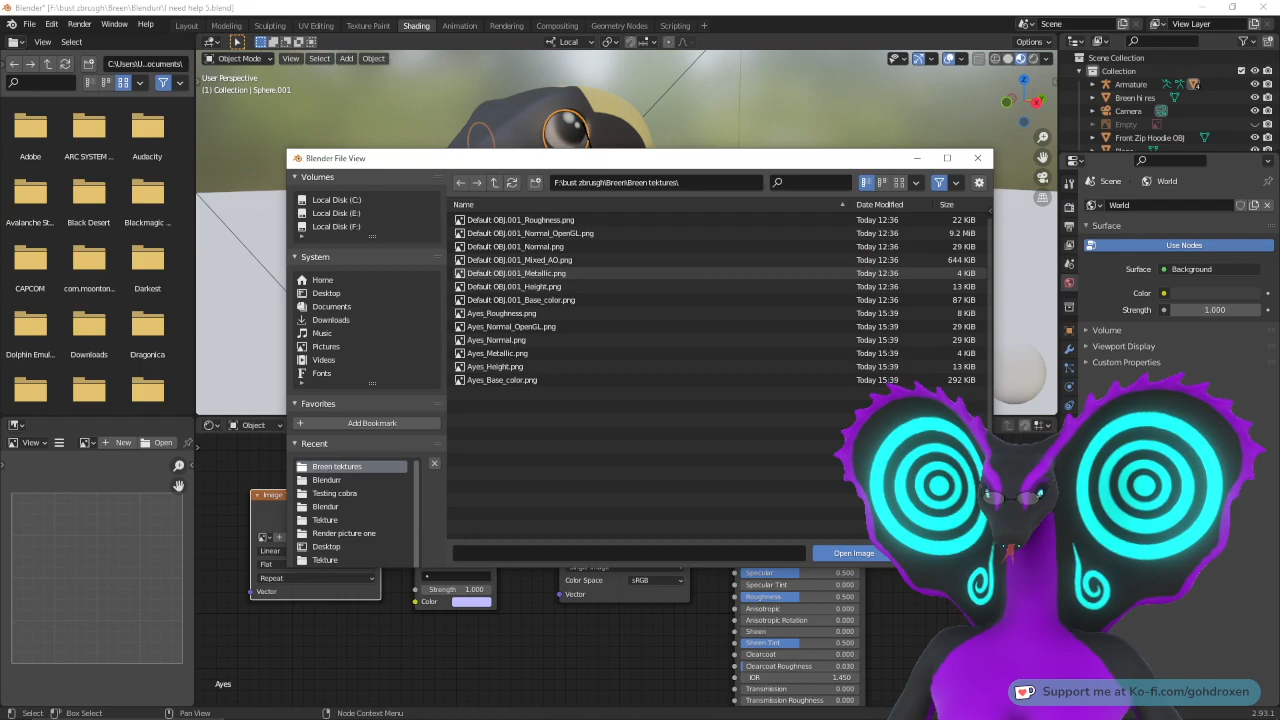 Blender* [F:\bust zbrusgh\Breen\Blendurr\I need help 5.blend]
File Edit Render Window Help Layout Modeling Sculpting UV Editing Texture Paint Shading Animation Rendering Compositing Geometry Nodes Scripting + Scene View Layer
View Select Local Options
C:\Users\U...ocuments\ Object Mode View Select Add Object
User Perspective
(1) Collection | Sphere.001
Adobe ARC SYSTEM ... Audacity
Avatars Black Desert Blackmagic ...
CAPCOM com.moonton... Darkest
Dolphin Emul... Downloads Dragonica
Z
Y
X
Scene Collection
Collection
Armature
Breen hi res
Camera
Empty
Front Zip Hoodie OBJ
Plane
Blender File View
Volumes
Local Disk (C:)
Local Disk (E:)
Local Disk (F:)
System
Home
Desktop
Documents
Downloads
Music
Pictures
Videos
Fonts
Favorites
Add Bookmark
Recent
Breen tektures
Blendurr
Testing cobra
Blendur
Tekture
Render picture one
Desktop
Tekture
F:\bust zbrusgh\Breen\Breen tektures\
Name Date Modified Size
Default OBJ.001_Roughness.png Today 12:36 22 KiB
Default OBJ.001_Normal_OpenGL.png Today 12:36 9.2 MiB
Default OBJ.001_Normal.png Today 12:36 29 KiB
Default OBJ.001_Mixed_AO.png Today 12:36 644 KiB
Default OBJ.001_Metallic.png Today 12:36 4 KiB
Default OBJ.001_Height.png Today 12:36 13 KiB
Default OBJ.001_Base_color.png Today 12:36 87 KiB
Ayes_Roughness.png Today 15:39 8 KiB
Ayes_Normal_OpenGL.png Today 15:39 29 KiB
Ayes_Normal.png Today 15:39 29 KiB
Ayes_Metallic.png Today 15:39 4 KiB
Ayes_Height.png Today 15:39 13 KiB
Ayes_Base_color.png Today 15:39 292 KiB
Open Image
Scene World
World
Surface
Use Nodes
Surface Background
Color
Strength 1.000
Volume
Viewport Display
Custom Properties
View New Open
Object
Image
Linear
Flat
Repeat
Vector
Strength 1.000
Color
Color Space sRGB
Vector
Specular 0.500
Specular Tint 0.000
Roughness 0.500
Anisotropic 0.000
Anisotropic Rotation 0.000
Sheen 0.000
Sheen Tint 0.500
Clearcoat 0.000
Clearcoat Roughness 0.030
IOR 1.450
Transmission 0.000
Transmission Roughness 0.000
Ayes
Support me at Ko-fi.com/gohdroxen
Select Box Select Pan View Node Context Menu 2.93.1